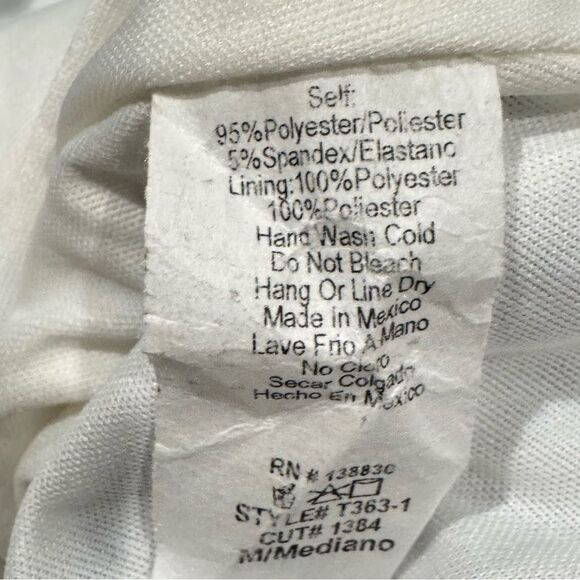 Self:
95%Polyester/Poliester
5%Spandex/Elastano
Lining:100%Polyester
100%Poliester
Hand Wash Cold
Do Not Bleach
Hang Or Line Dry
Made In Mexico
Lave Frio A Mano
No Cloro
Secar Colgado
Hecho En Mexico
RN # 138830
STYLE# T363-1
CUT# 1384
M/Mediano